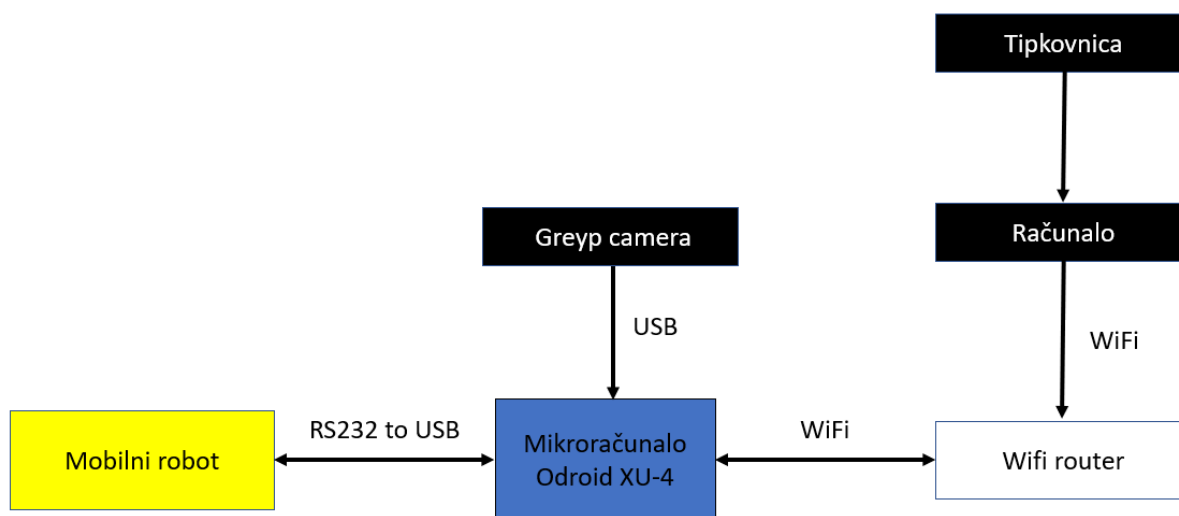 Tipkovnica
Greyp camera
Računalo
USB
WiFi
Mobilni robot
RS232 to USB
Mikroračunalo
Odroid XU-4
WiFi
Wifi router